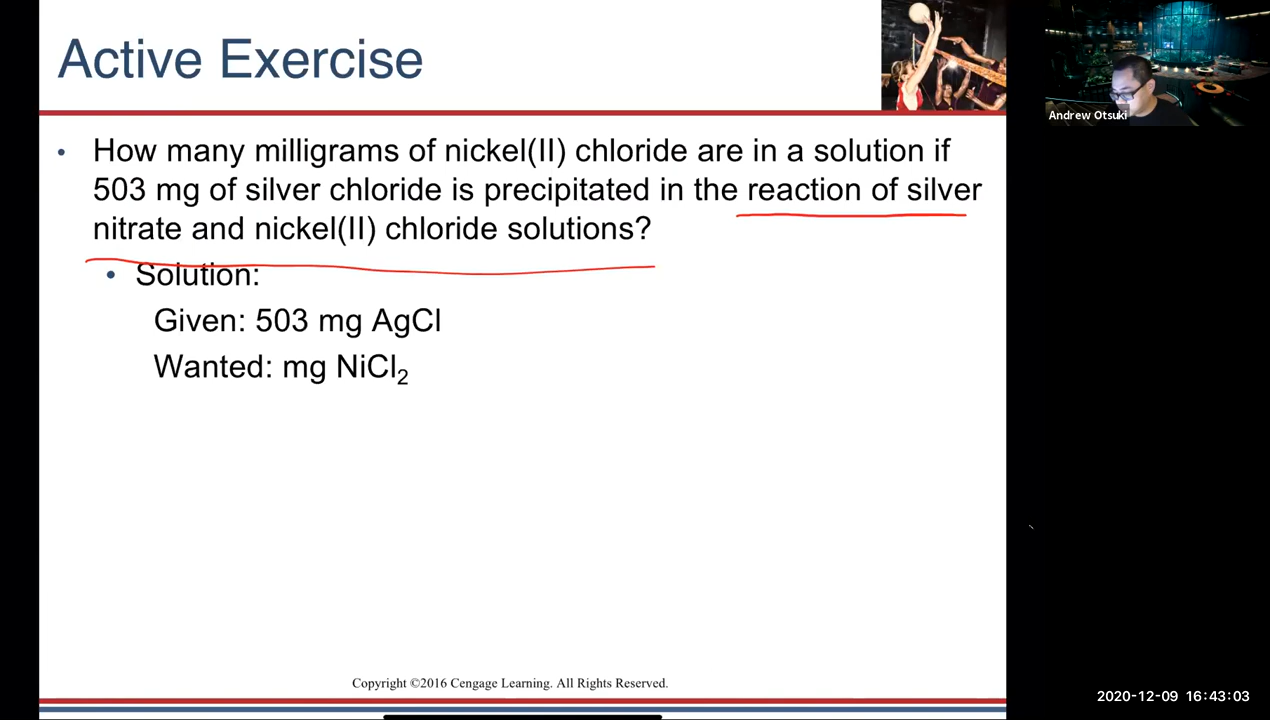 Active Exercise
Andrew Otsuki
• How many milligrams of nickel(II) chloride are in a solution if
503 mg of silver chloride is precipitated in the reaction of silver
nitrate and nickel(II) chloride solutions?
• Solution:
Given: 503 mg AgCl
Wanted: mg NiCl₂
Copyright ©2016 Cengage Learning. All Rights Reserved.
2020-12-09 16:43:03